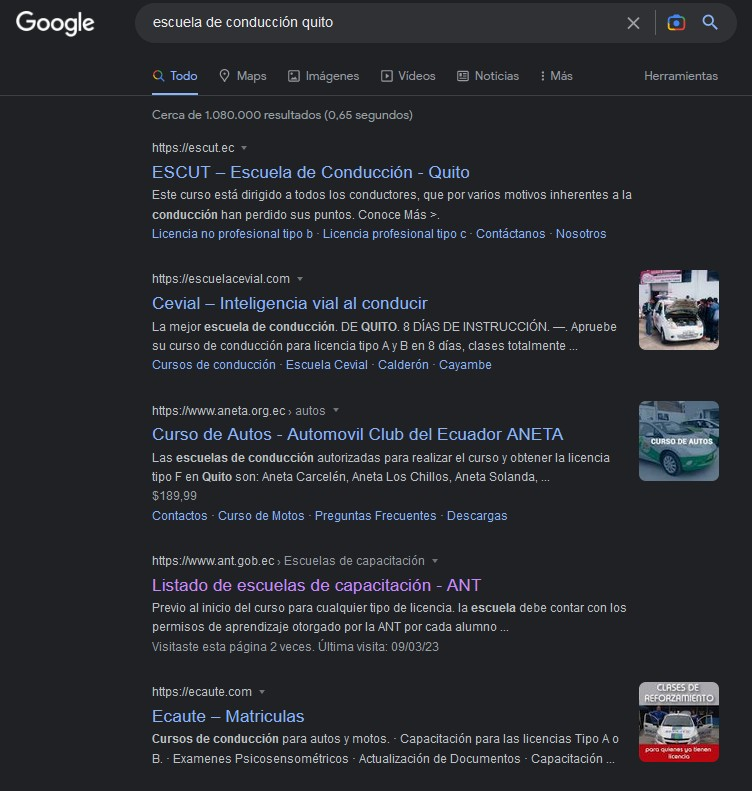 Google
escuela de conducción quito
Todo Maps Imágenes Vídeos Noticias Más Herramientas
Cerca de 1.080.000 resultados (0,65 segundos)
https://escut.ec
ESCUT – Escuela de Conducción - Quito
Este curso está dirigido a todos los conductores, que por varios motivos inherentes a la
conducción han perdido sus puntos. Conoce Más >.
Licencia no profesional tipo b · Licencia profesional tipo c · Contáctanos · Nosotros
https://escuelacevial.com
Cevial – Inteligencia vial al conducir
La mejor escuela de conducción. DE QUITO. 8 DÍAS DE INSTRUCCIÓN. —. Apruebe
su curso de conducción para licencia tipo A y B en 8 días, clases totalmente ...
Cursos de conducción · Escuela Cevial · Calderón · Cayambe
https://www.aneta.org.ec › autos
Curso de Autos - Automovil Club del Ecuador ANETA
Las escuelas de conducción autorizadas para realizar el curso y obtener la licencia
tipo F en Quito son: Aneta Carcelén, Aneta Los Chillos, Aneta Solanda, ...
$189,99
Contactos · Curso de Motos · Preguntas Frecuentes · Descargas
CURSO DE AUTOS
https://www.ant.gob.ec › Escuelas de capacitación
Listado de escuelas de capacitación - ANT
Previo al inicio del curso para cualquier tipo de licencia. la escuela debe contar con los
permisos de aprendizaje otorgado por la ANT por cada alumno ...
Visitaste esta página 2 veces. Última visita: 09/03/23
https://ecaute.com
Ecaute – Matriculas
Cursos de conducción para autos y motos. · Capacitación para las licencias Tipo A o
B. · Examenes Psicosensométricos · Actualización de Documentos · Capacitación ...
CLASES DE
REFORZAMIENTO
para quienes ya tienen
licencia